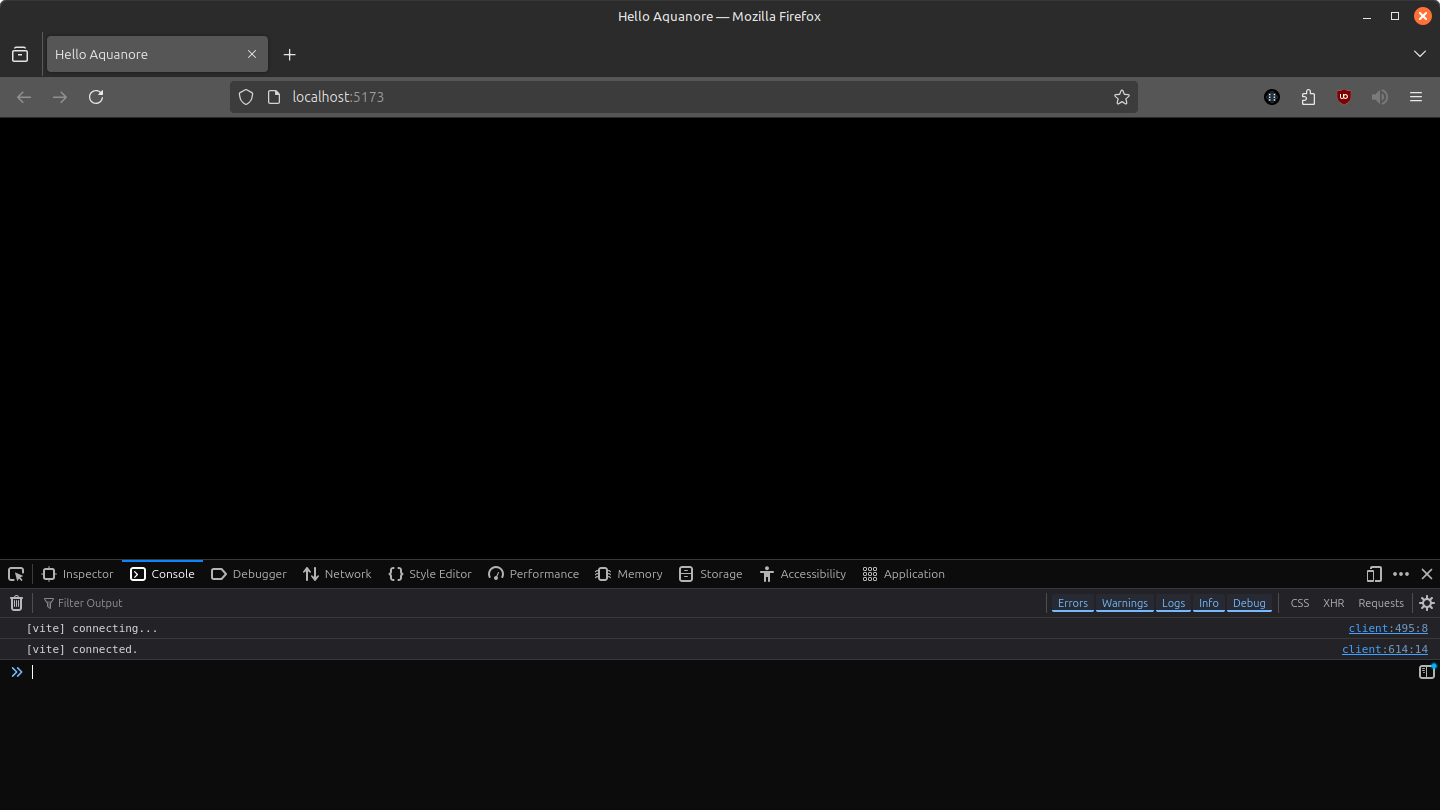 Hello Aquanore — Mozilla Firefox
Hello Aquanore
localhost:5173
Inspector Console Debugger Network Style Editor Performance Memory Storage Accessibility Application
Filter Output Errors Warnings Logs Info Debug CSS XHR Requests
[vite] connecting... client:495:8
[vite] connected. client:614:14